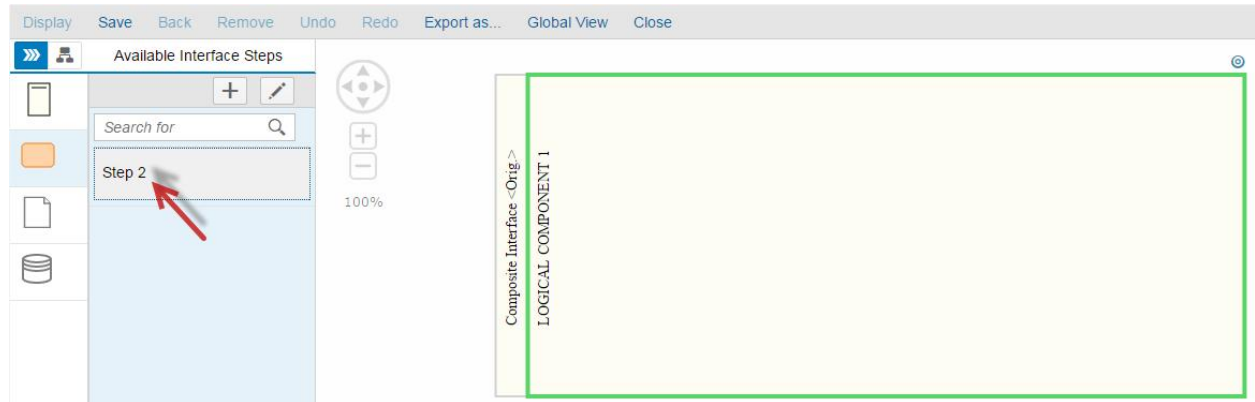 Display Save Back Remove Undo Redo Export as... Global View Close
Available Interface Steps
Search for
Step 2
100%
Composite Interface <Orig.>
LOGICAL COMPONENT 1